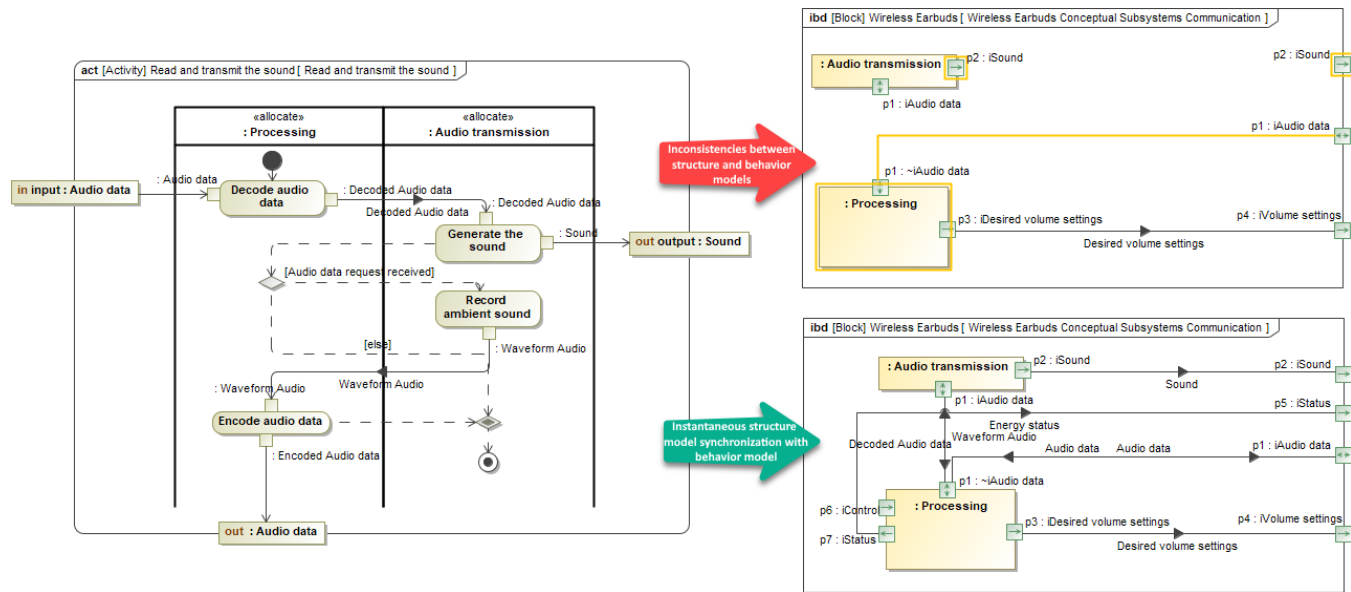 act [Activity] Read and transmit the sound [ Read and transmit the sound ]
«allocate»
: Processing
«allocate»
: Audio transmission
in input : Audio data
: Audio data
Decode audio
data
: Decoded Audio data
Decoded Audio data
: Decoded Audio data
Generate the
sound
: Sound
out output : Sound
[Audio data request received]
Record
ambient sound
[else]
: Waveform Audio
Waveform Audio
: Waveform Audio
Encode audio data
: Encoded Audio data
out : Audio data
Inconsistencies between
structure and behavior
models
Instantaneous structure
model synchronization with
behavior model
ibd [Block] Wireless Earbuds [ Wireless Earbuds Conceptual Subsystems Communication ]
: Audio transmission
p2 : iSound
p2 : iSound
p1 : iAudio data
p1 : iAudio data
p1 : ~iAudio data
: Processing
p3 : iDesired volume settings
p4 : iVolume settings
Desired volume settings
ibd [Block] Wireless Earbuds [ Wireless Earbuds Conceptual Subsystems Communication ]
: Audio transmission
p2 : iSound
Sound
p2 : iSound
p1 : iAudio data
p5 : iStatus
Energy status
Decoded Audio data
Waveform Audio
Audio data
Audio data
p1 : iAudio data
p1 : ~iAudio data
: Processing
p6 : iControl
p7 : iStatus
p3 : iDesired volume settings
p4 : iVolume settings
Desired volume settings